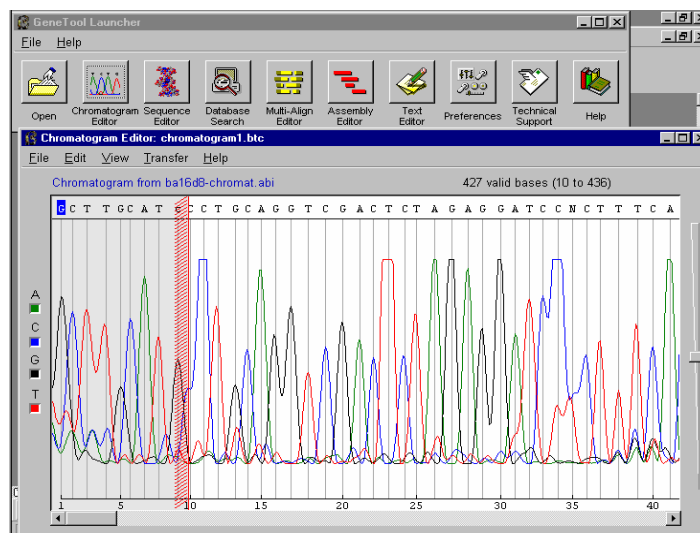 GeneTool Launcher
File Help
Open Chromatogram Editor Sequence Editor Database Search Multi-Align Editor Assembly Editor Text Editor Preferences Technical Support Help
Chromatogram Editor: chromatogram1.btc
File Edit View Transfer Help
Chromatogram from ba16d8-chromat.abi 427 valid bases (10 to 436)
G C T T G C A T G C C T G C A G G T C G A C T C T A G A G G A T C C N C T T T C A
A
C
G
T
1 5 10 15 20 25 30 35 40